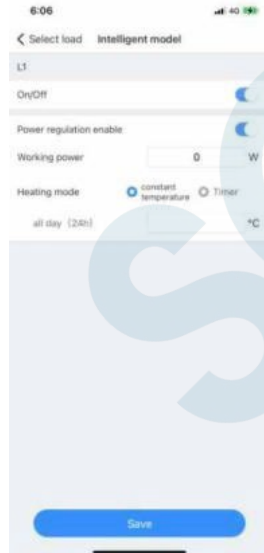 6:06
4G
Select load Intelligent model
L1
On/Off
Power regulation enable
Working power 0 W
Heating mode constant temperature Timer
all day (24h) °C
Save